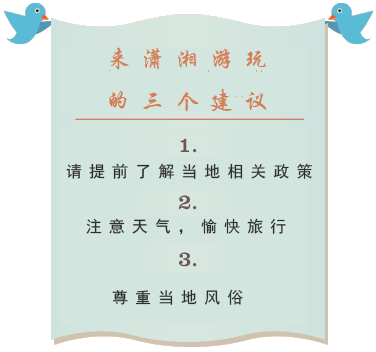 来潇湘游玩
的三个建议
1.
请提前了解当地相关政策
2.
注意天气，愉快旅行
3.
尊重当地风俗